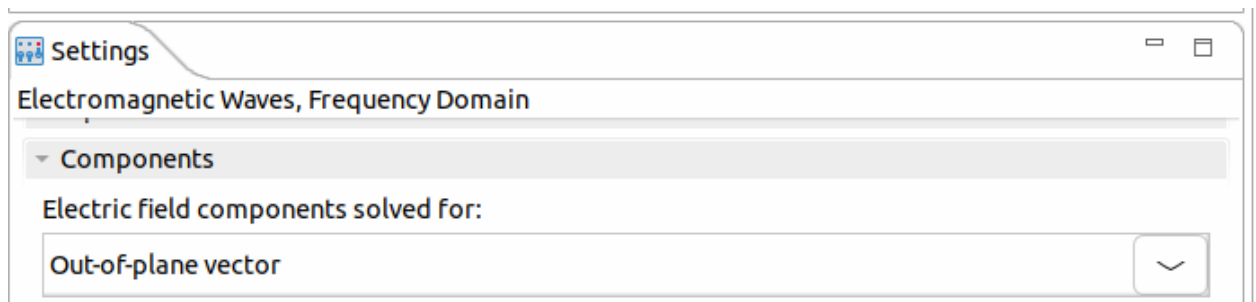 Settings
Electromagnetic Waves, Frequency Domain
Components
Electric field components solved for:
Out-of-plane vector